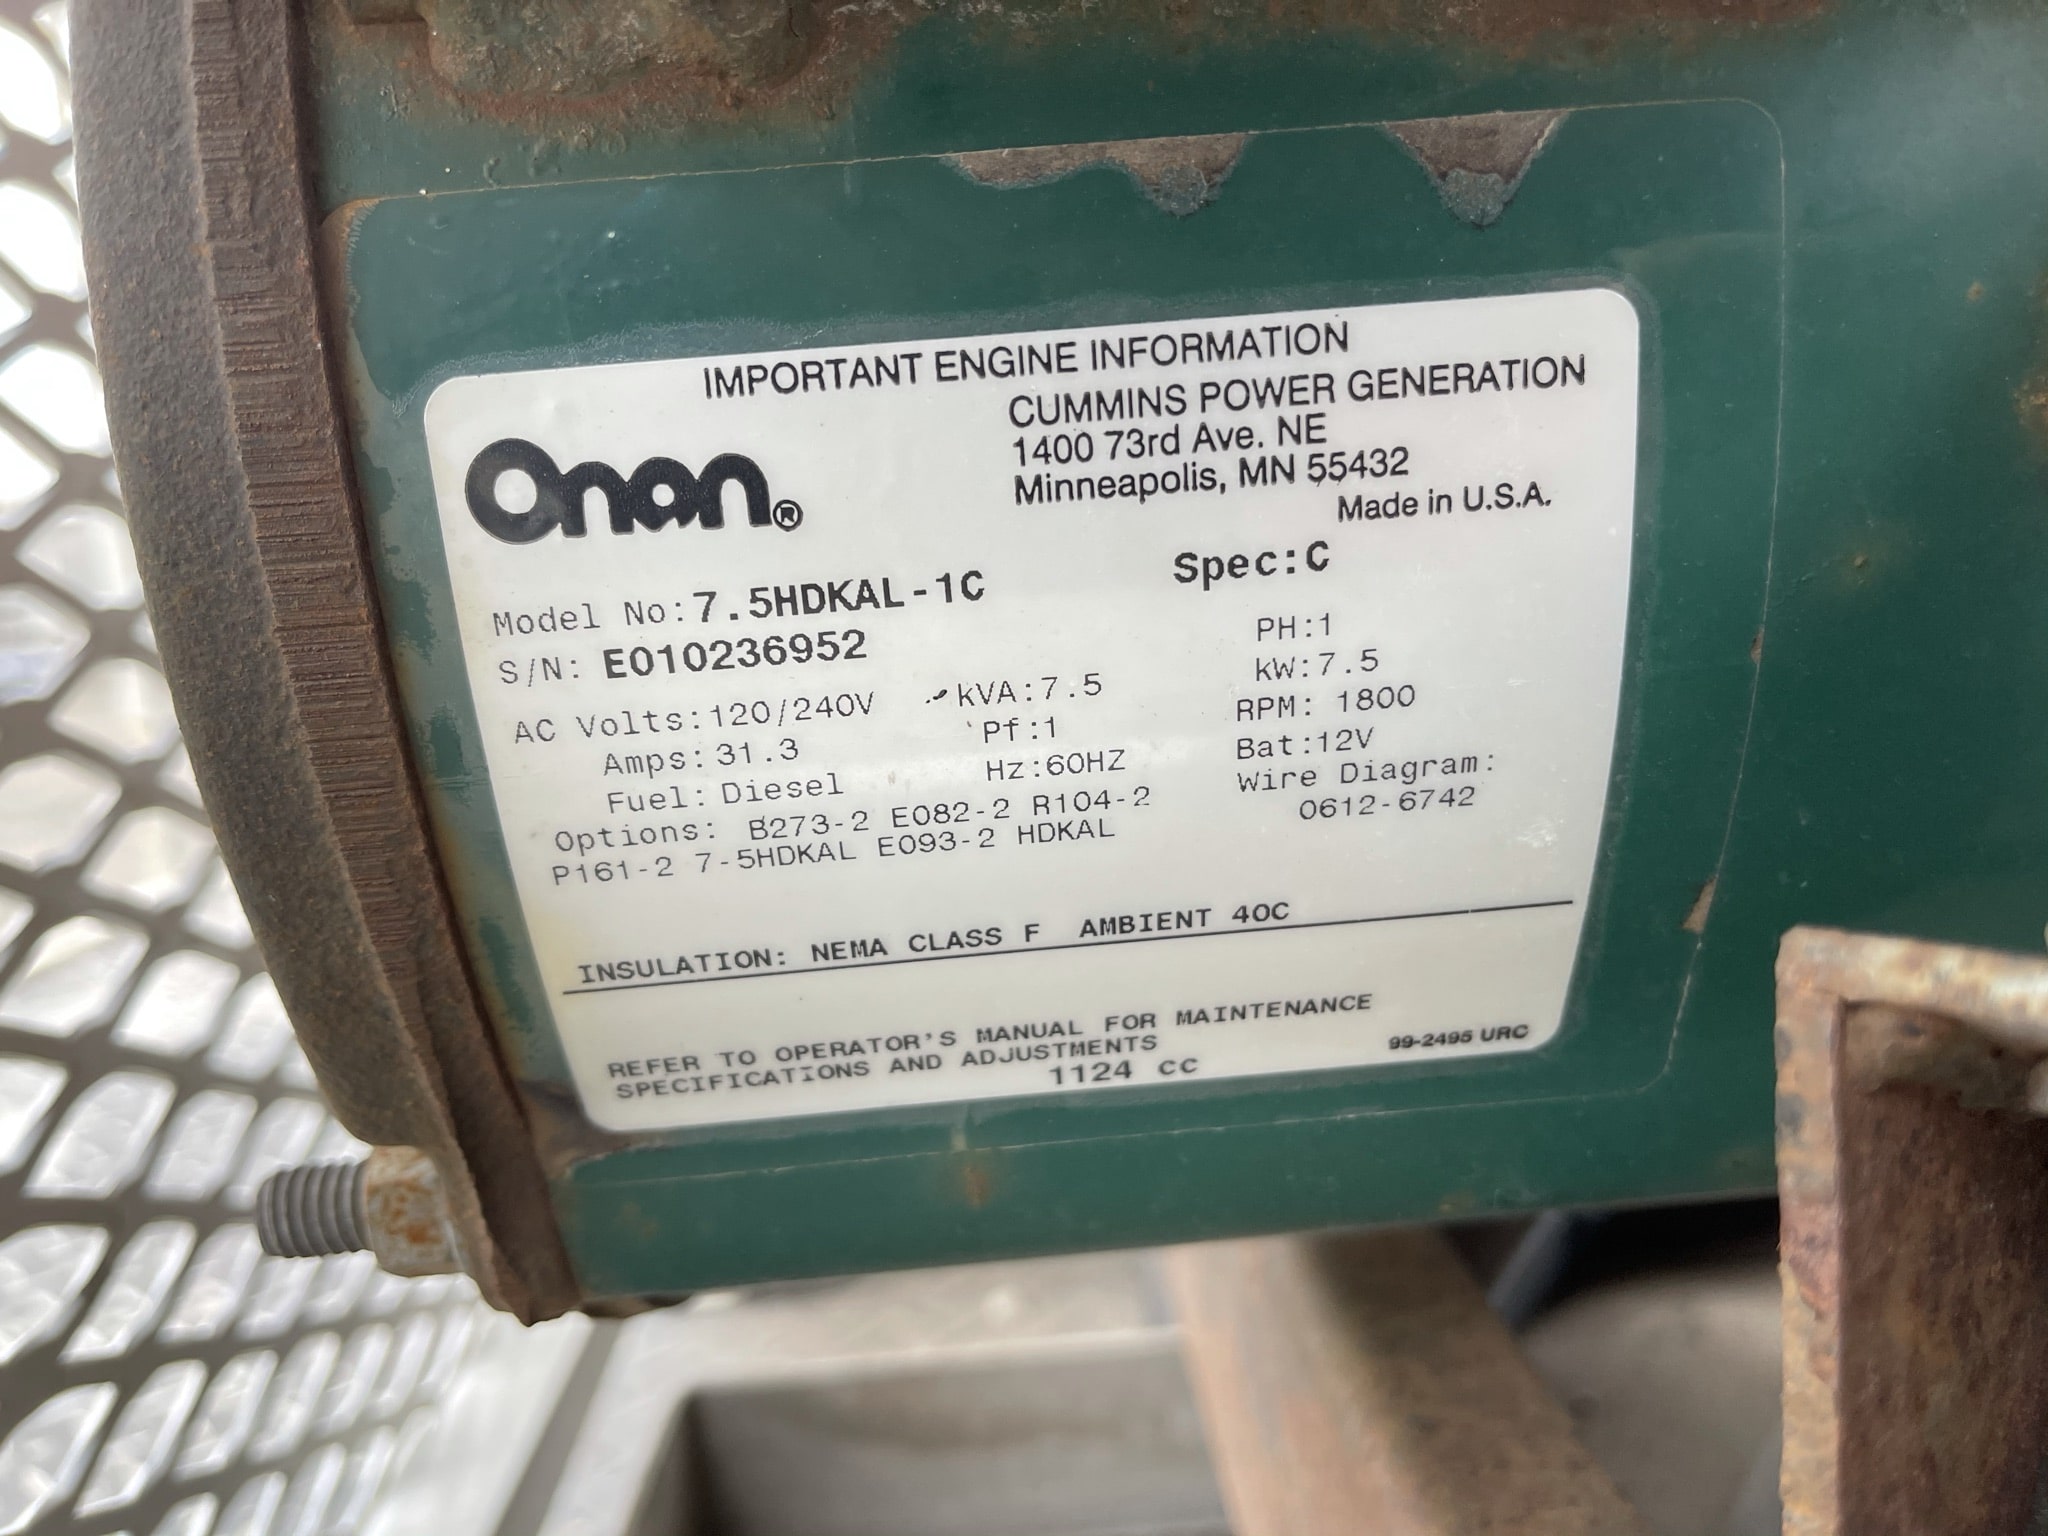 IMPORTANT ENGINE INFORMATION
Onan®
CUMMINS POWER GENERATION
1400 73rd Ave. NE
Minneapolis, MN 55432
Made in U.S.A.
Model No:7.5HDKAL-1C
Spec:C
S/N: E010236952
PH:1
AC Volts:120/240V
kVA:7.5
kW:7.5
Amps:31.3
Pf:1
RPM: 1800
Fuel: Diesel
Hz:60HZ
Bat:12V
Options: B273-2 E082-2 R104-2
P161-2 7-5HDKAL E093-2 HDKAL
Wire Diagram:
0612-6742
INSULATION: NEMA CLASS F AMBIENT 40C
REFER TO OPERATOR'S MANUAL FOR MAINTENANCE
SPECIFICATIONS AND ADJUSTMENTS
1124 CC
99-2495 URC